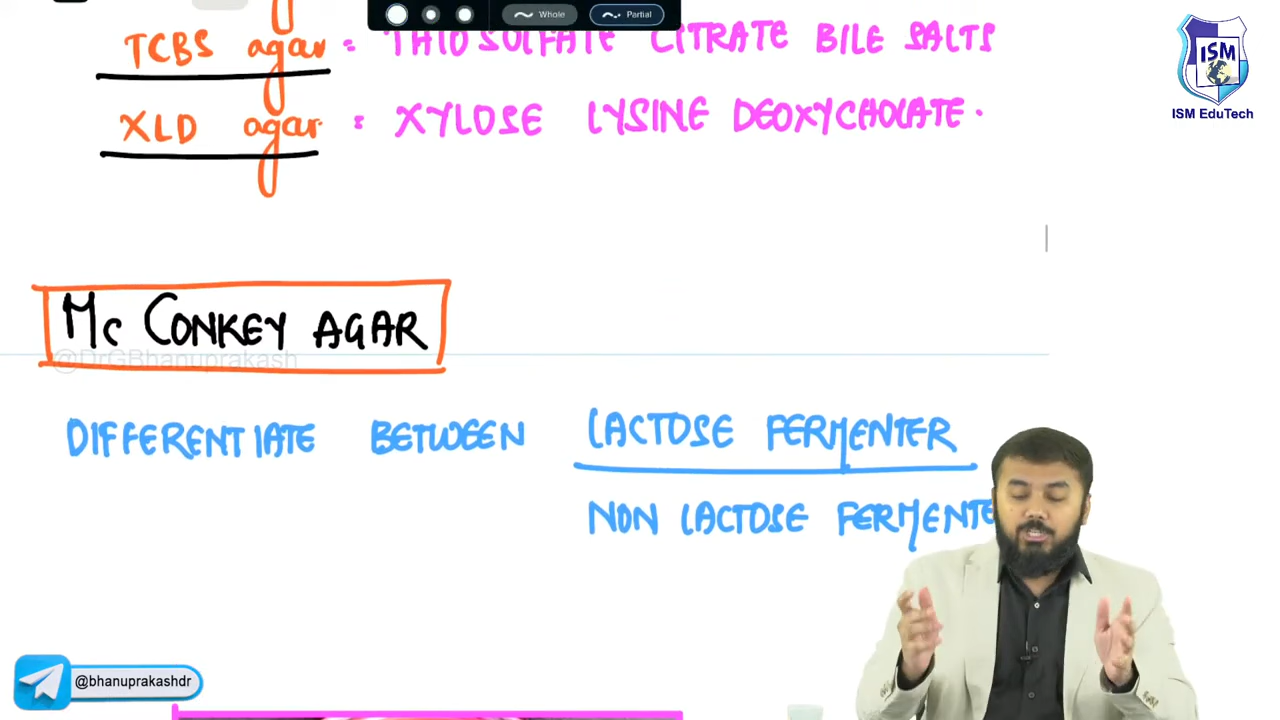 Whole Partial
TCBS agar = THIOSULFATE CITRATE BILE SALTS
XLD agar = XYLOSE LYSINE DEOXYCHOLATE.
ISM
ISM EduTech
Mc CONKEY AGAR
@DrGBhanuprakash
DIFFERENTIATE BETWEEN LACTOSE FERMENTER
NON LACTOSE FERMENTE
@bhanuprakashdr